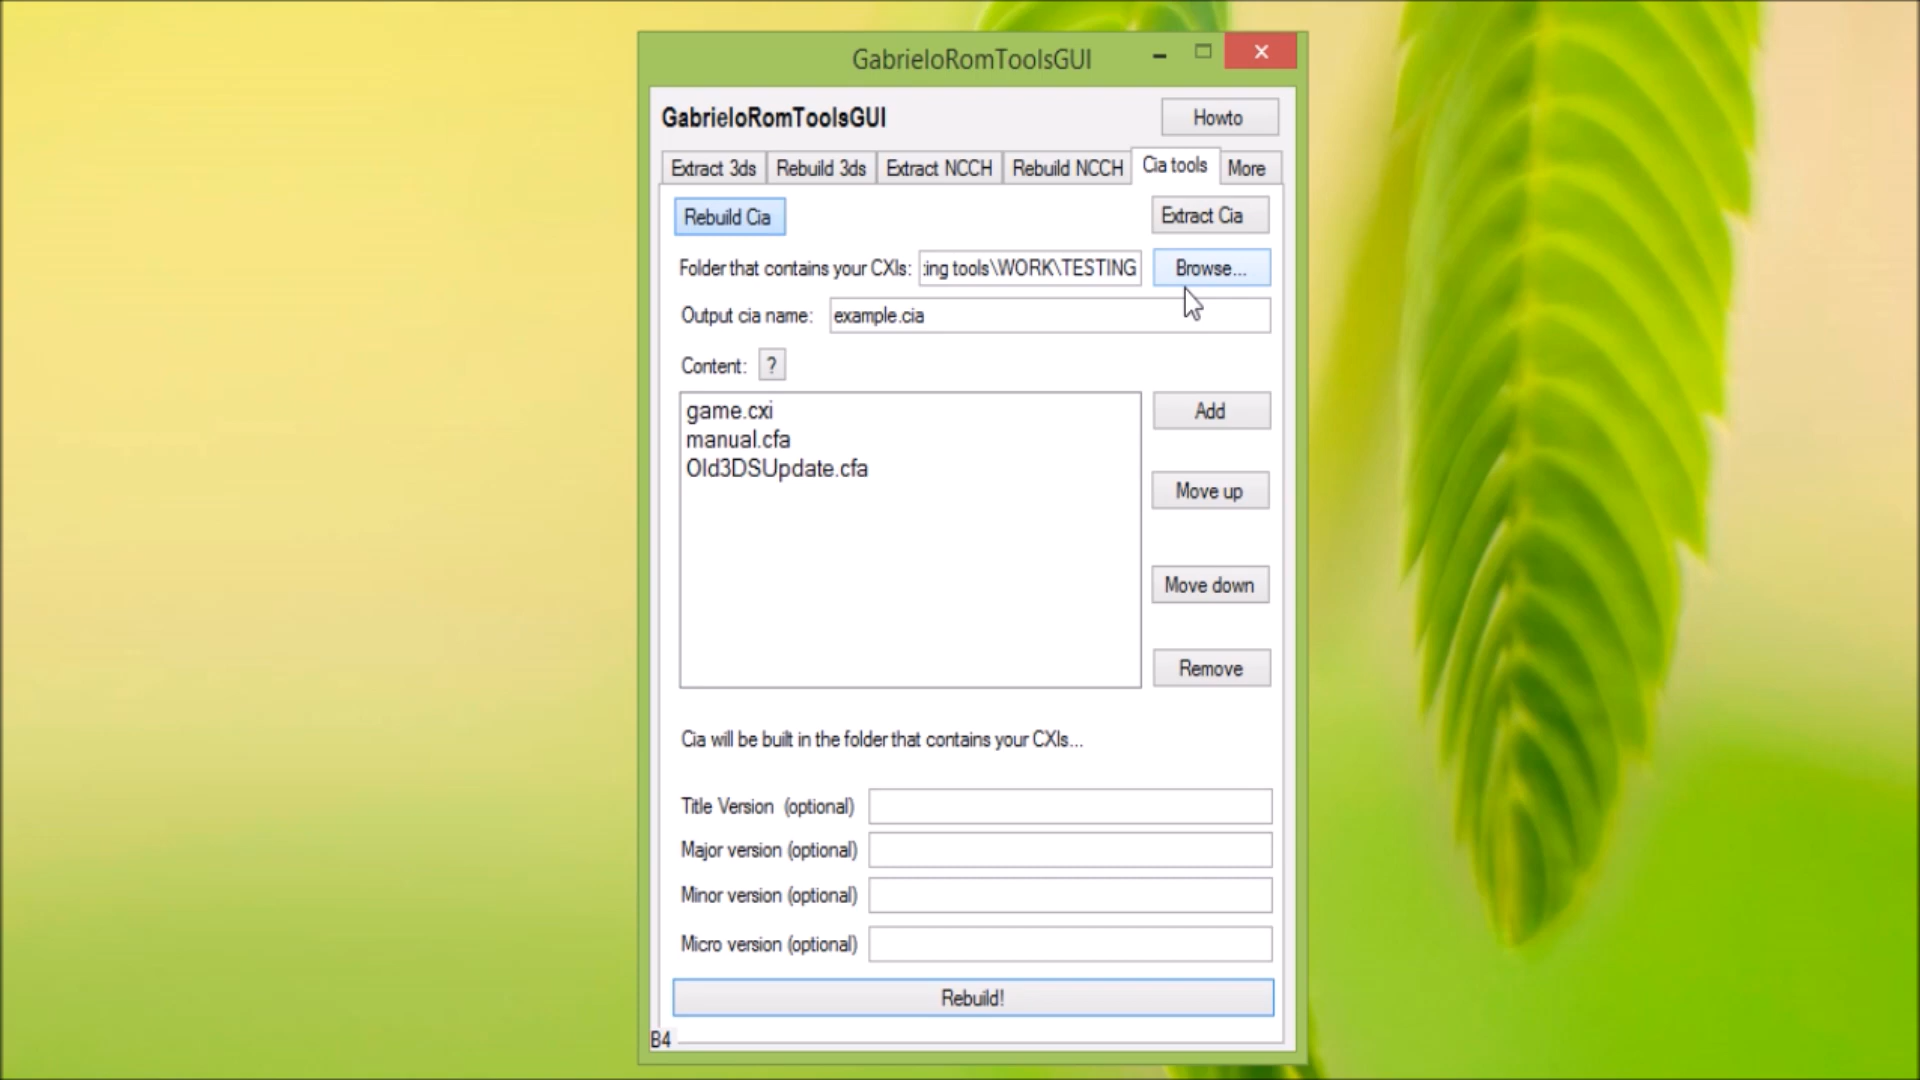 GabrieloRomToolsGUI
GabrieloRomToolsGUI
Howto
Extract 3ds
Rebuild 3ds
Extract NCCH
Rebuild NCCH
Cia tools
More
Rebuild Cia
Extract Cia
Folder that contains your CXIs: :ing tools\WORK\TESTING Browse...
Output cia name: example.cia
Content: ?
game.cxi
manual.cfa
Old3DSUpdate.cfa
Add
Move up
Move down
Remove
Cia will be built in the folder that contains your CXIs...
Title Version (optional)
Major version (optional)
Minor version (optional)
Micro version (optional)
Rebuild!
B4